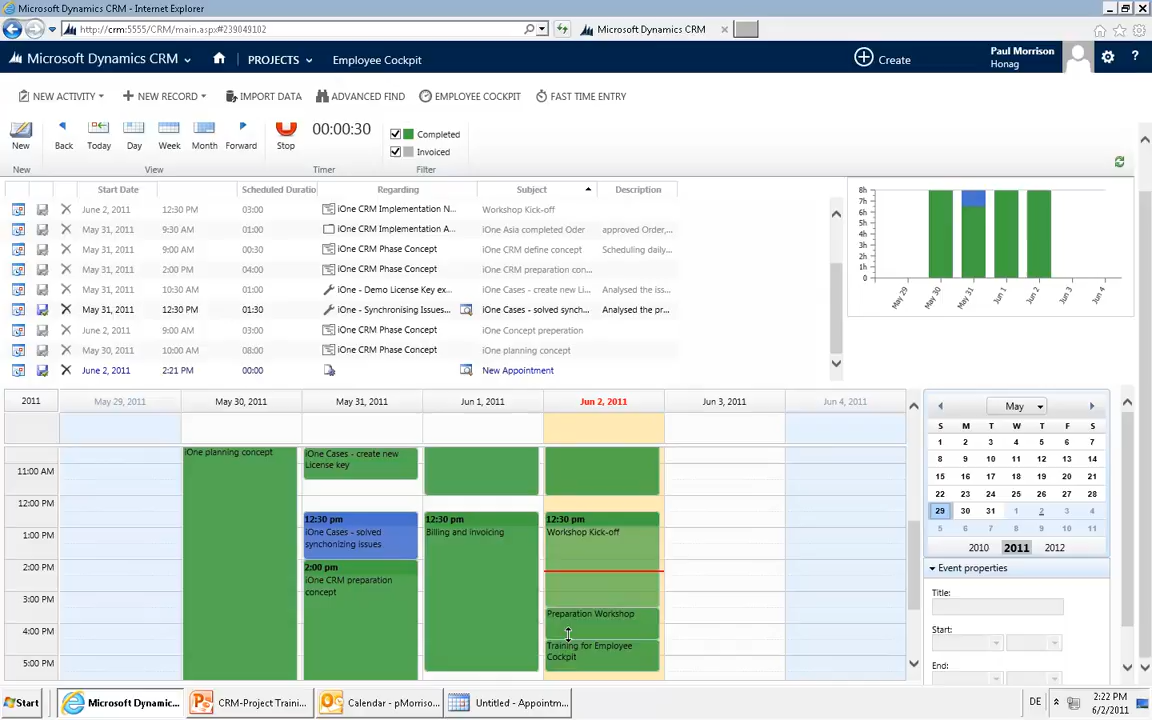 Microsoft Dynamics CRM - Internet Explorer
http://crm:5555/CRM/main.aspx#239049102
Microsoft Dynamics CRM
Microsoft Dynamics CRM
PROJECTS
Employee Cockpit
Create
Paul Morrison
Honag
?
NEW ACTIVITY
NEW RECORD
IMPORT DATA
ADVANCED FIND
EMPLOYEE COCKPIT
FAST TIME ENTRY
New Back Today Day Week Month Forward Stop
00:00:30
Completed
Invoiced
New View Timer Filter
Start Date Scheduled Duratio Regarding Subject Description
June 2, 2011 12:30 PM 03:00 iOne CRM Implementation N... Workshop Kick-off
May 31, 2011 9:30 AM 01:00 iOne CRM Implementation A... iOne Asia completed Oder approved Order,...
May 31, 2011 9:00 AM 00:30 iOne CRM Phase Concept iOne CRM define concept Scheduling daily...
May 31, 2011 2:00 PM 04:00 iOne CRM Phase Concept iOne CRM preparation con...
May 31, 2011 10:30 AM 01:00 iOne - Demo License Key ex... iOne Cases - create new Li... Analysed the iss...
May 31, 2011 12:30 PM 01:30 iOne - Synchronising Issues... iOne Cases - solved synch... Analysed the pr...
June 2, 2011 9:00 AM 03:00 iOne CRM Phase Concept iOne Concept preperation
May 30, 2011 10:00 AM 08:00 iOne CRM Phase Concept iOne planning concept
June 2, 2011 2:21 PM 00:00 New Appointment
8h
7h
6h
5h
4h
3h
2h
1h
0h
May 29 May 30 May 31 Jun 1 Jun 2 Jun 3 Jun 4
2011 May 29, 2011 May 30, 2011 May 31, 2011 Jun 1, 2011 Jun 2, 2011 Jun 3, 2011 Jun 4, 2011
11:00 AM
12:00 PM
1:00 PM
2:00 PM
3:00 PM
4:00 PM
5:00 PM
iOne planning concept
iOne Cases - create new
License key
12:30 pm
iOne Cases - solved
synchonizing issues
2:00 pm
iOne CRM preparation
concept
12:30 pm
Billing and invoicing
12:30 pm
Workshop Kick-off
Preparation Workshop
Training for Employee
Cockpit
May
S M T W T F S
1 2 3 4 5 6 7
8 9 10 11 12 13 14
15 16 17 18 19 20 21
22 23 24 25 26 27 28
29 30 31 1 2 3 4
5 6 7 8 9 10 11
2010 2011 2012
Event properties
Title:
Start:
End:
Start
Microsoft Dynamic...
CRM-Project Traini...
Calendar - pMorriso...
Untitled - Appointm...
DE
2:22 PM
6/2/2011